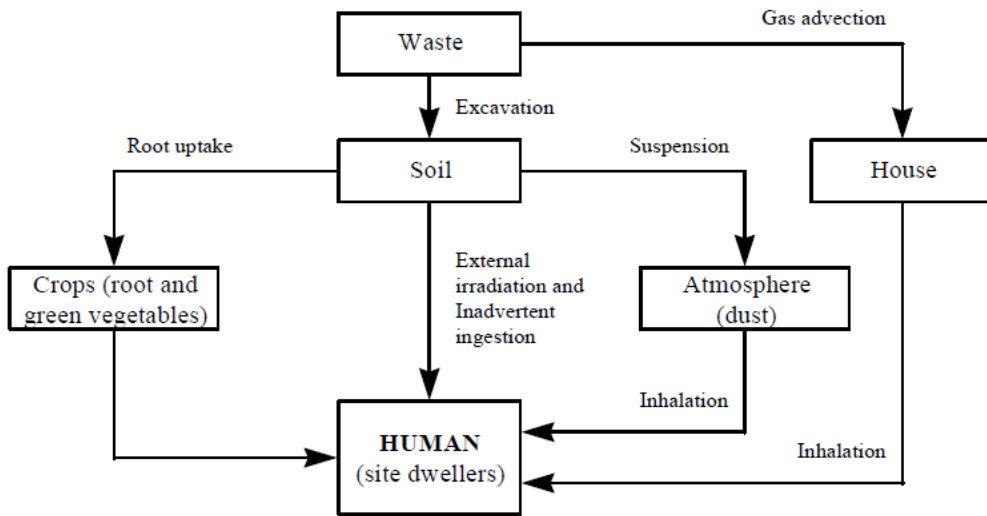 Gas advection
Waste
Excavation
Root uptake
Suspension
Soil
House
External
irradiation and
Inadvertent
ingestion
Crops (root and
green vegetables)
Atmosphere
(dust)
Inhalation
HUMAN
(site dwellers)
Inhalation